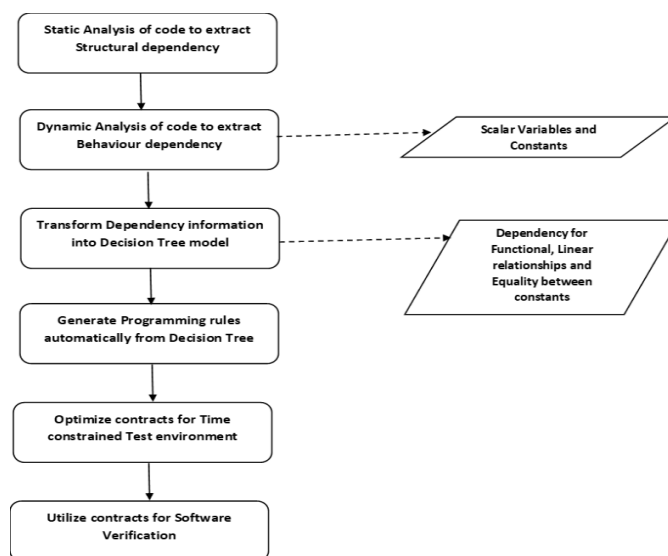 Static Analysis of code to extract
Structural dependency
Dynamic Analysis of code to extract
Behaviour dependency
Scalar Variables and
Constants
Transform Dependency information
into Decision Tree model
Dependency for
Functional, Linear
relationships and
Equality between
constants
Generate Programming rules
automatically from Decision Tree
Optimize contracts for Time
constrained Test environment
Utilize contracts for Software
Verification